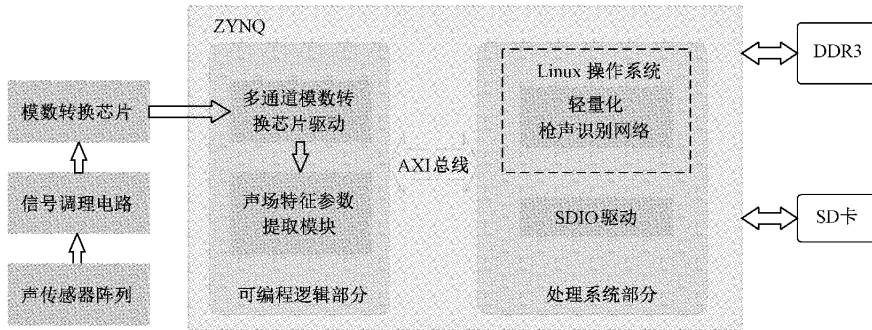 ZYNQ
声传感器阵列
信号调理电路
模数转换芯片
多通道模数转
换芯片驱动
声场特征参数
提取模块
可编程逻辑部分
AXI总线
Linux 操作系统
轻量化
枪声识别网络
SDIO驱动
处理系统部分
DDR3
SD卡